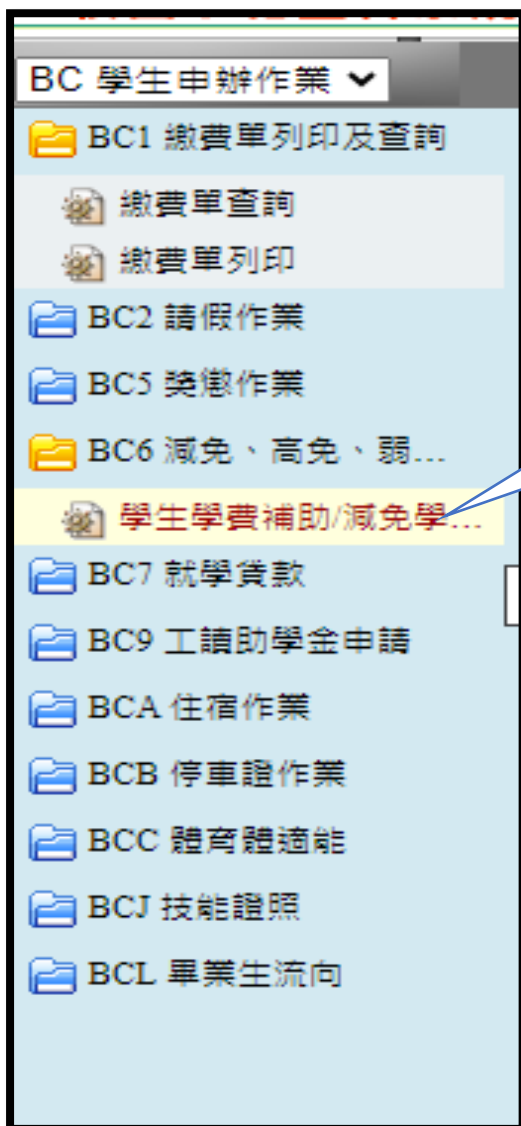 BC 學生申辦作業
BC1 繳費單列印及查詢
繳費單查詢
繳費單列印
BC2 請假作業
BC5 獎懲作業
BC6 減免、高免、弱...
學生學費補助/減免學...
BC7 就學貸款
BC9 工讀助學金申請
BCA 住宿作業
BCB 停車證作業
BCC 體育體適能
BCJ 技能證照
BCL 畢業生流向